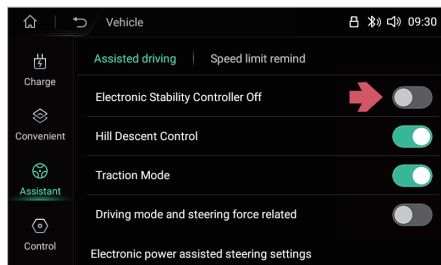 Vehicle
09:30
Charge
Convenient
Assistant
Control
Assisted driving
Speed limit remind
Electronic Stability Controller Off
Hill Descent Control
Traction Mode
Driving mode and steering force related
Electronic power assisted steering settings